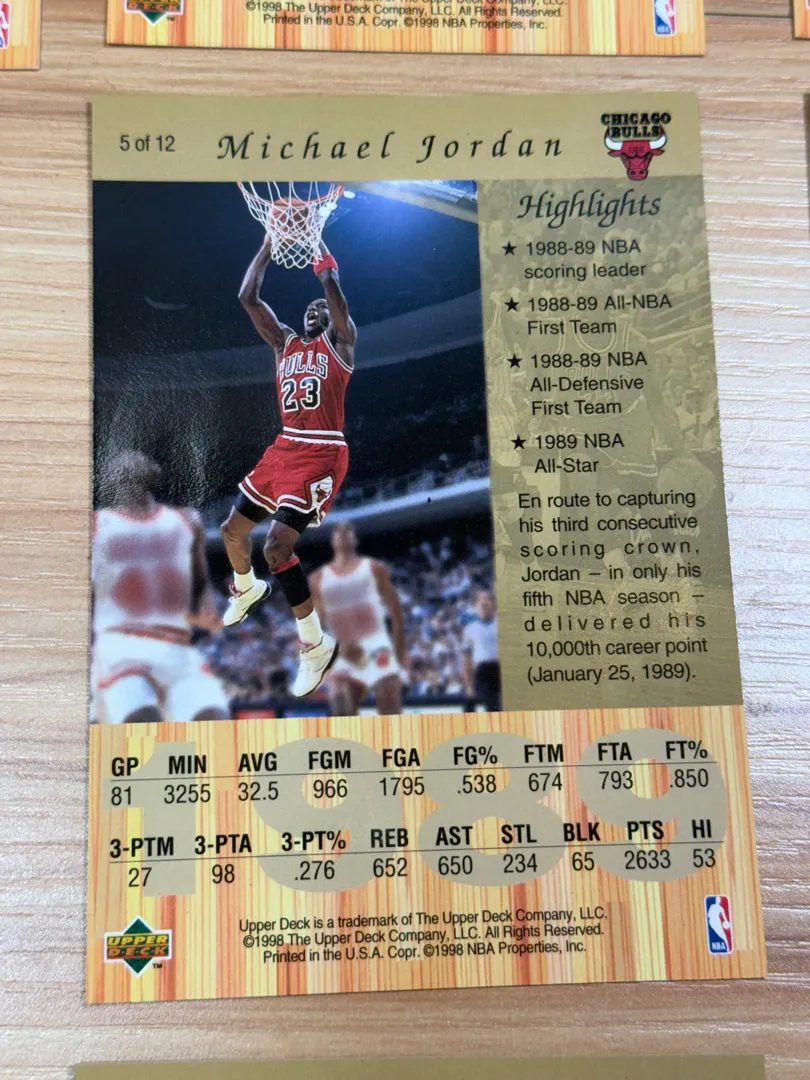 ©1998 The Upper Deck Company, LLC. All Rights Reserved.
Printed in the U.S.A. Copr. ©1998 NBA Properties, Inc.
5 of 12 Michael Jordan
CHICAGO
BULLS
Highlights
★ 1988-89 NBA
scoring leader
★ 1988-89 All-NBA
First Team
★ 1988-89 NBA
All-Defensive
First Team
★ 1989 NBA
All-Star
En route to capturing
his third consecutive
scoring crown,
Jordan – in only his
fifth NBA season –
delivered his
10,000th career point
(January 25, 1989).
BULLS
23
1989
GP MIN AVG FGM FGA FG% FTM FTA FT%
81 3255 32.5 966 1795 .538 674 793 .850
3-PTM 3-PTA 3-PT% REB AST STL BLK PTS HI
27 98 .276 652 650 234 65 2633 53
UPPER
DECK
™
Upper Deck is a trademark of The Upper Deck Company, LLC.
©1998 The Upper Deck Company, LLC. All Rights Reserved.
Printed in the U.S.A. Copr. ©1998 NBA Properties, Inc.
NBA